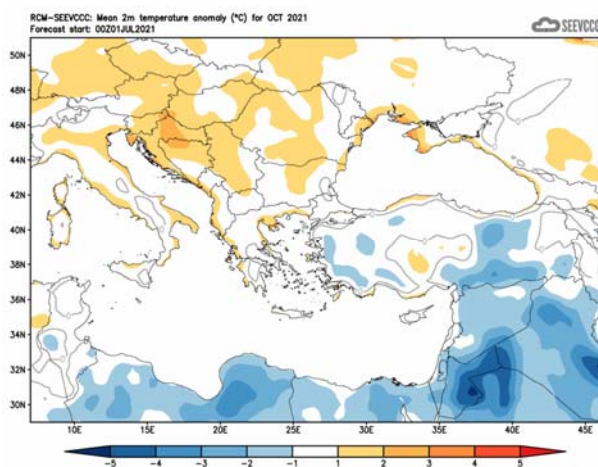 RCM-SEEVCCC: Mean 2m temperature anomaly (°C) for OCT 2021
Forecast start: 00Z01JUL2021
SEEVCCC
50N
48N
46N
44N
42N
40N
38N
36N
34N
32N
30N
10E 15E 20E 25E 30E 35E 40E 45E
-5 -4 -3 -2 -1 1 2 3 4 5